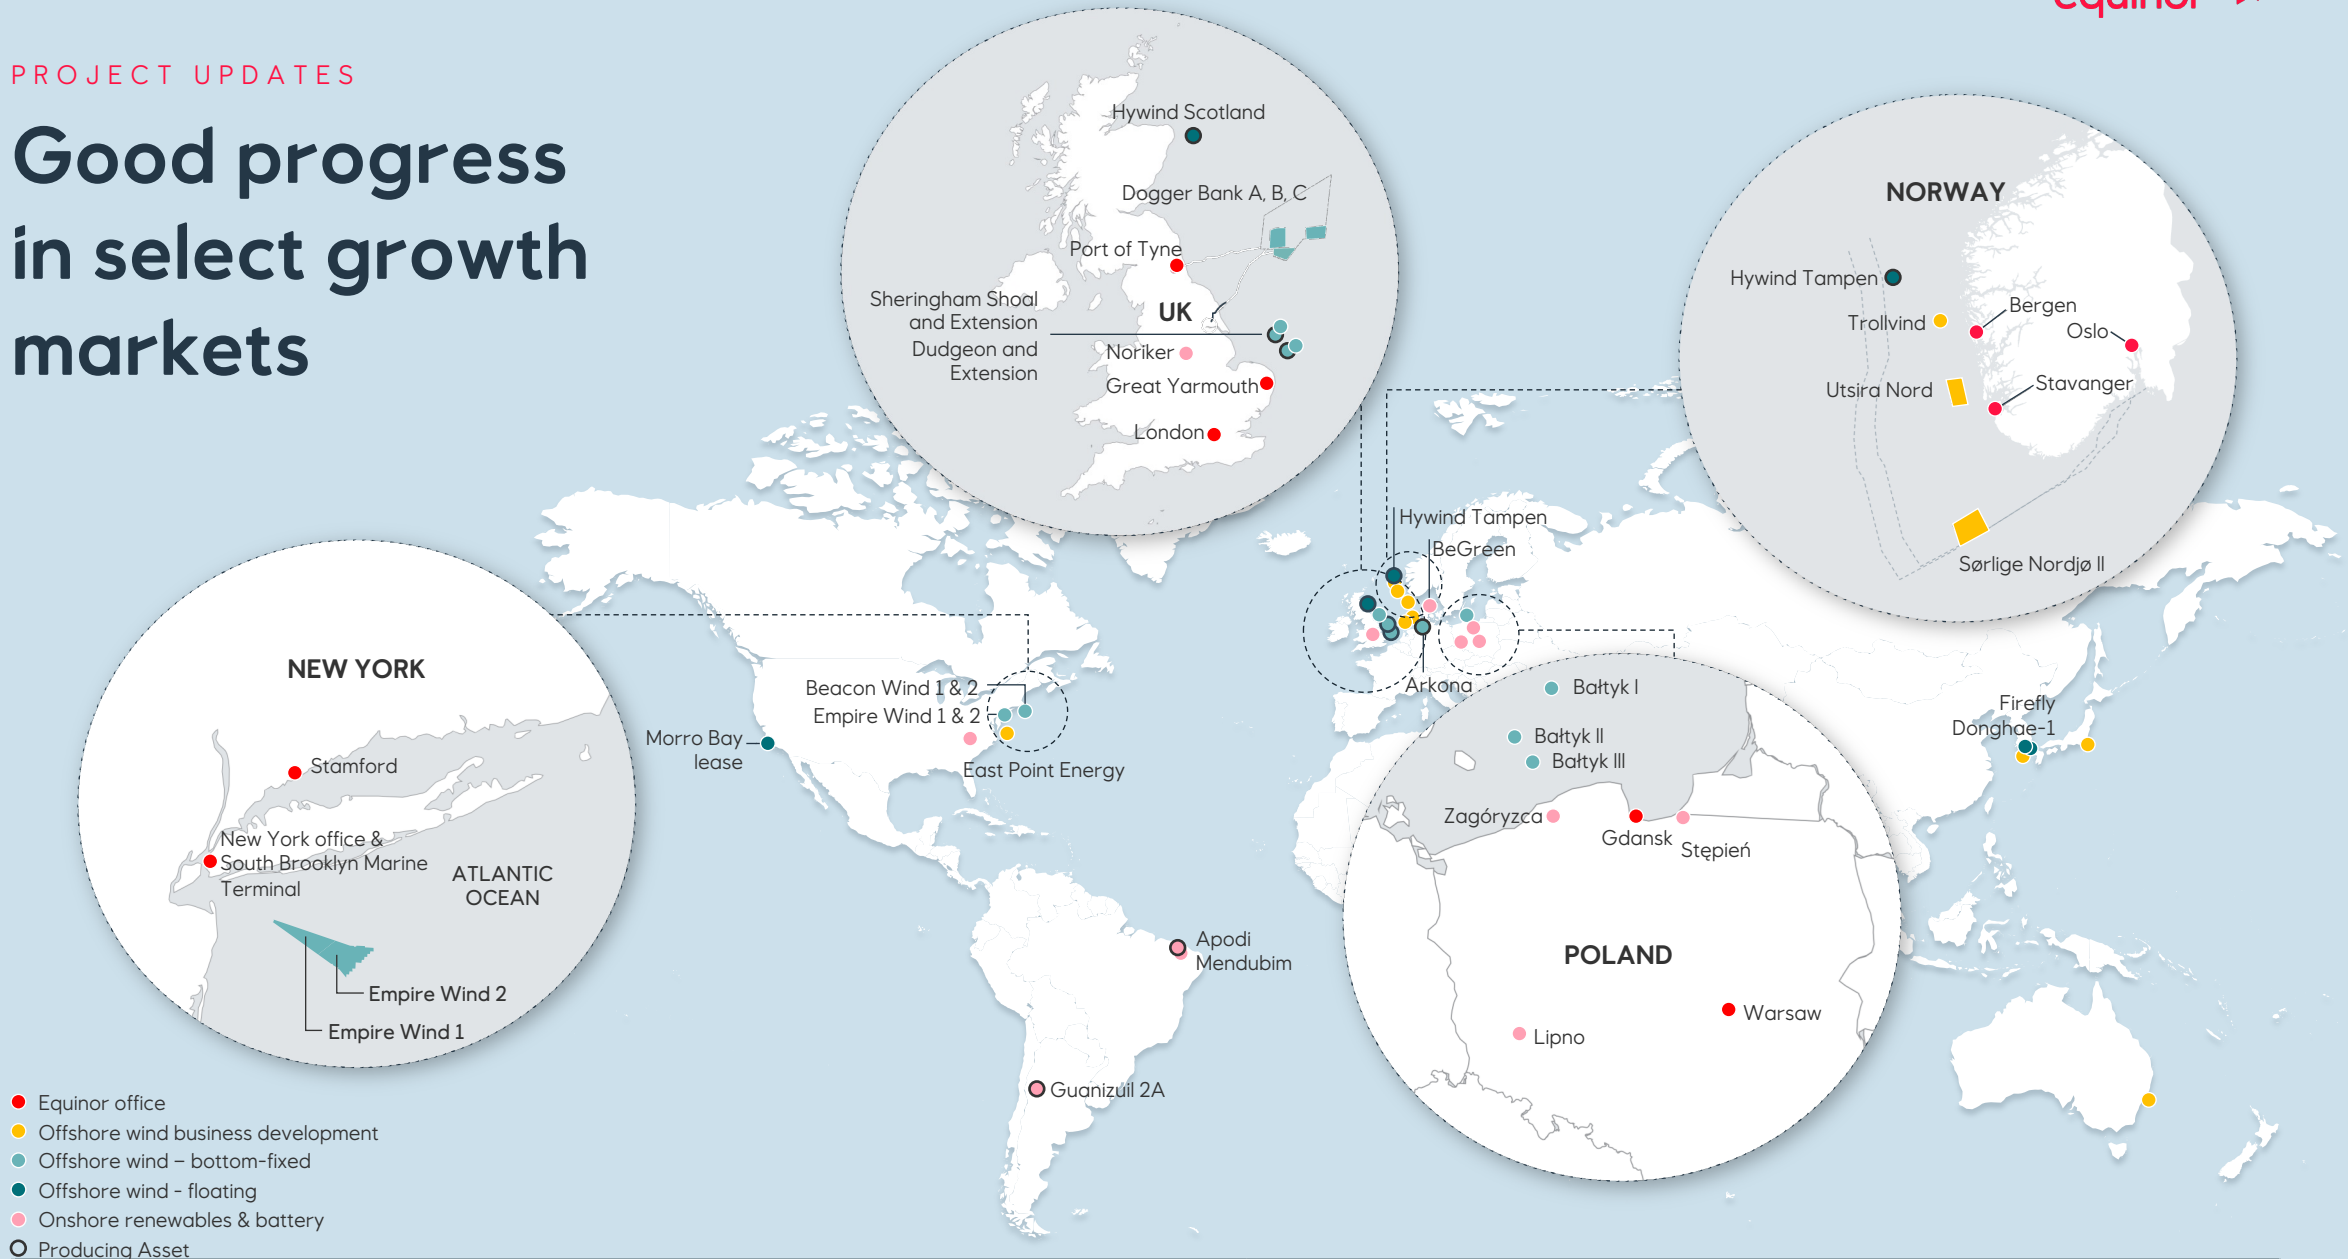 equinor
PROJECT UPDATES
Good progress
in select growth
markets
Hywind Scotland
Dogger Bank A, B, C
Port of Tyne
Sheringham Shoal
and Extension
UK
Dudgeon and
Extension
Noriker
Great Yarmouth
London
NORWAY
Hywind Tampen
Trollvind
Bergen
Oslo
Utsira Nord
Stavanger
Sørlige Nordjø II
Hywind Tampen
BeGreen
Arkona
NEW YORK
Stamford
New York office &
South Brooklyn Marine
Terminal
ATLANTIC
OCEAN
Empire Wind 2
Empire Wind 1
Beacon Wind 1 & 2
Empire Wind 1 & 2
Morro Bay
lease
East Point Energy
Firefly
Donghae-1
Bałtyk I
Bałtyk II
Bałtyk III
Zagóryzca
Gdansk
Stępień
POLAND
Warsaw
Lipno
Apodi
Mendubim
Guanizuil 2A
Equinor office
Offshore wind business development
Offshore wind – bottom-fixed
Offshore wind - floating
Onshore renewables & battery
Producing Asset